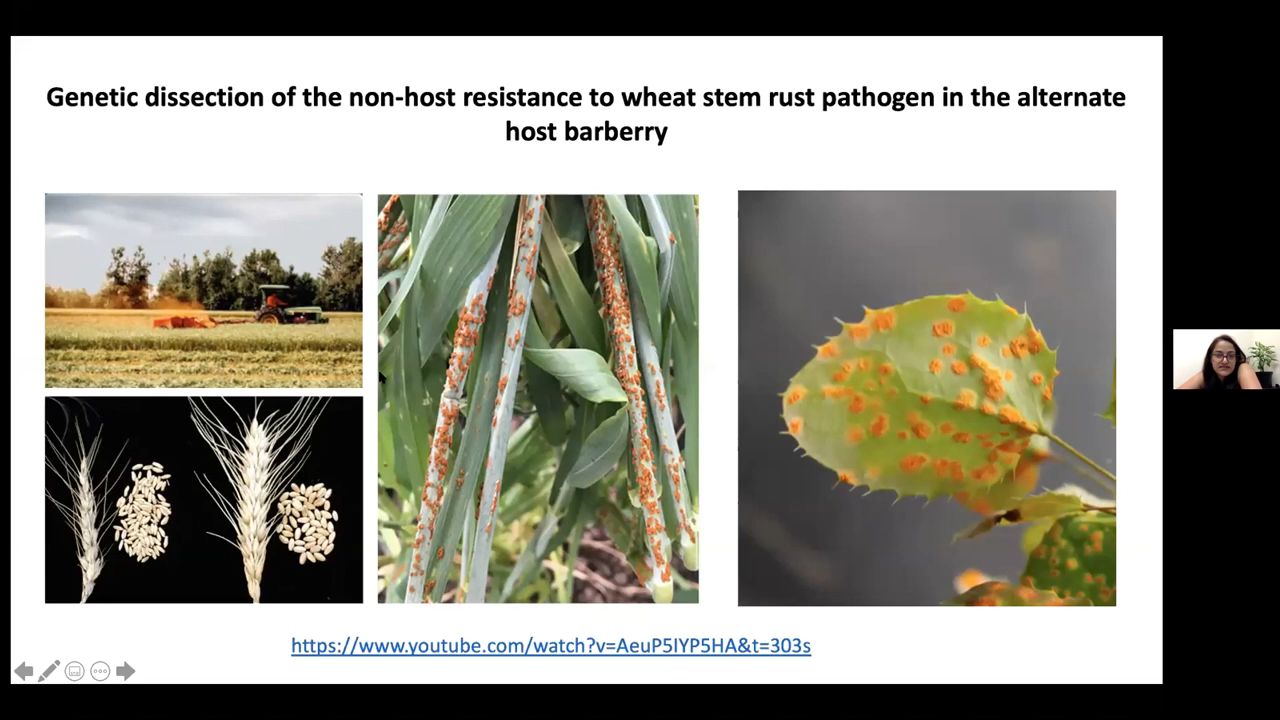 Genetic dissection of the non-host resistance to wheat stem rust pathogen in the alternate
host barberry
https://www.youtube.com/watch?v=AeuP5IYP5HA&t=303s